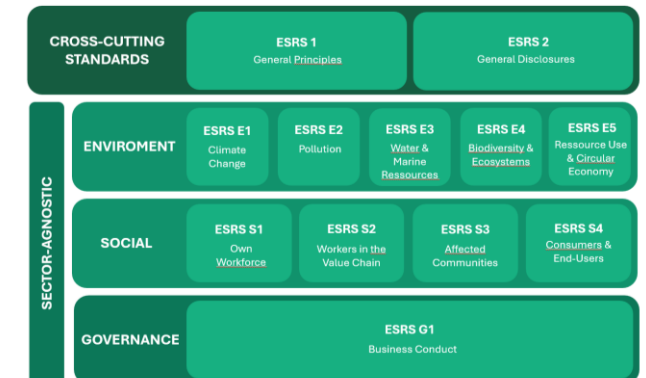 CROSS-CUTTING
STANDARDS
ESRS 1
General Principles
ESRS 2
General Disclosures
SECTOR-AGNOSTIC
ENVIROMENT
ESRS E1
Climate
Change
ESRS E2
Pollution
ESRS E3
Water &
Marine
Ressources
ESRS E4
Biodiversity &
Ecosystems
ESRS E5
Ressource Use
& Circular
Economy
SOCIAL
ESRS S1
Own
Workforce
ESRS S2
Workers in the
Value Chain
ESRS S3
Affected
Communities
ESRS S4
Consumers &
End-Users
GOVERNANCE
ESRS G1
Business Conduct